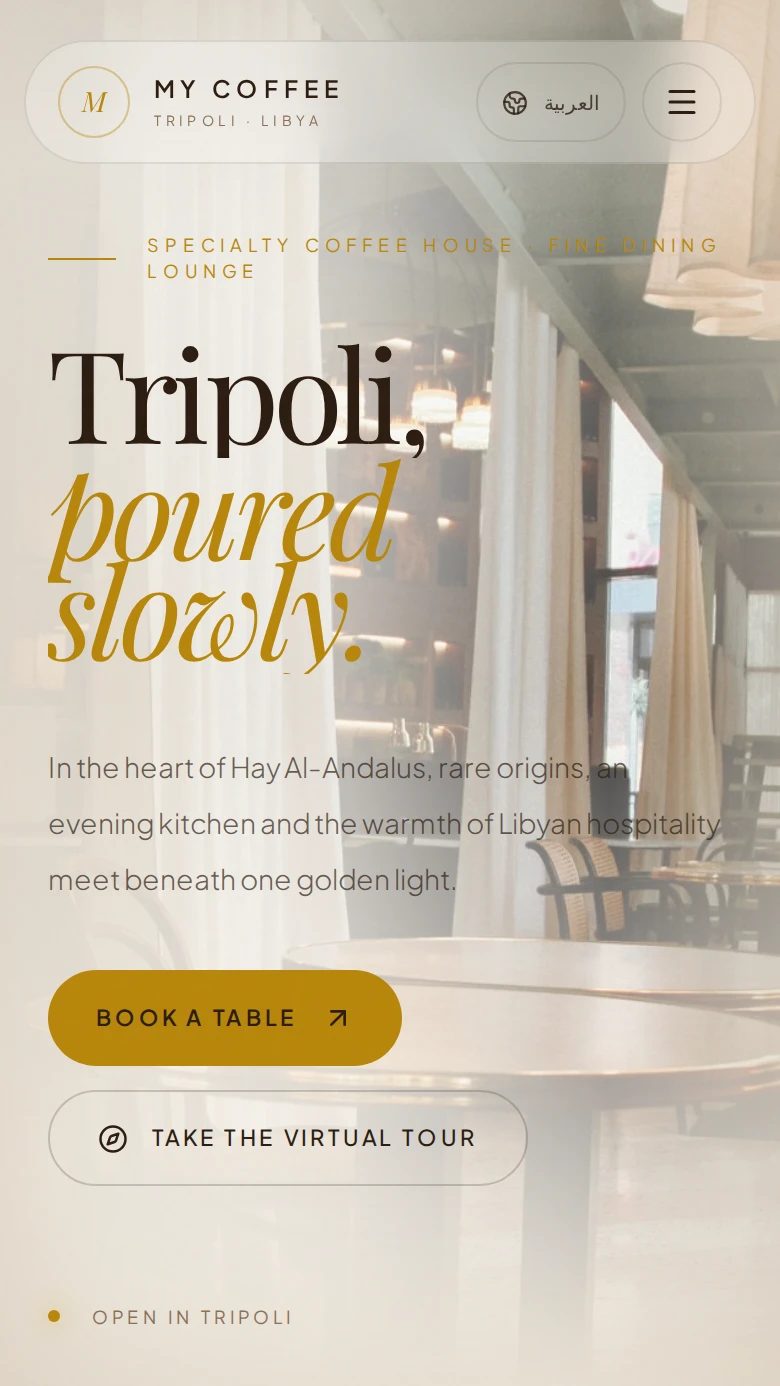 M
MY COFFEE
TRIPOLI · LIBYA
العربية
SPECIALTY COFFEE HOUSE · FINE DINING
LOUNGE
Tripoli,
poured
slowly.
In the heart of Hay Al-Andalus, rare origins, an
evening kitchen and the warmth of Libyan hospitality
meet beneath one golden light.
BOOK A TABLE
TAKE THE VIRTUAL TOUR
OPEN IN TRIPOLI